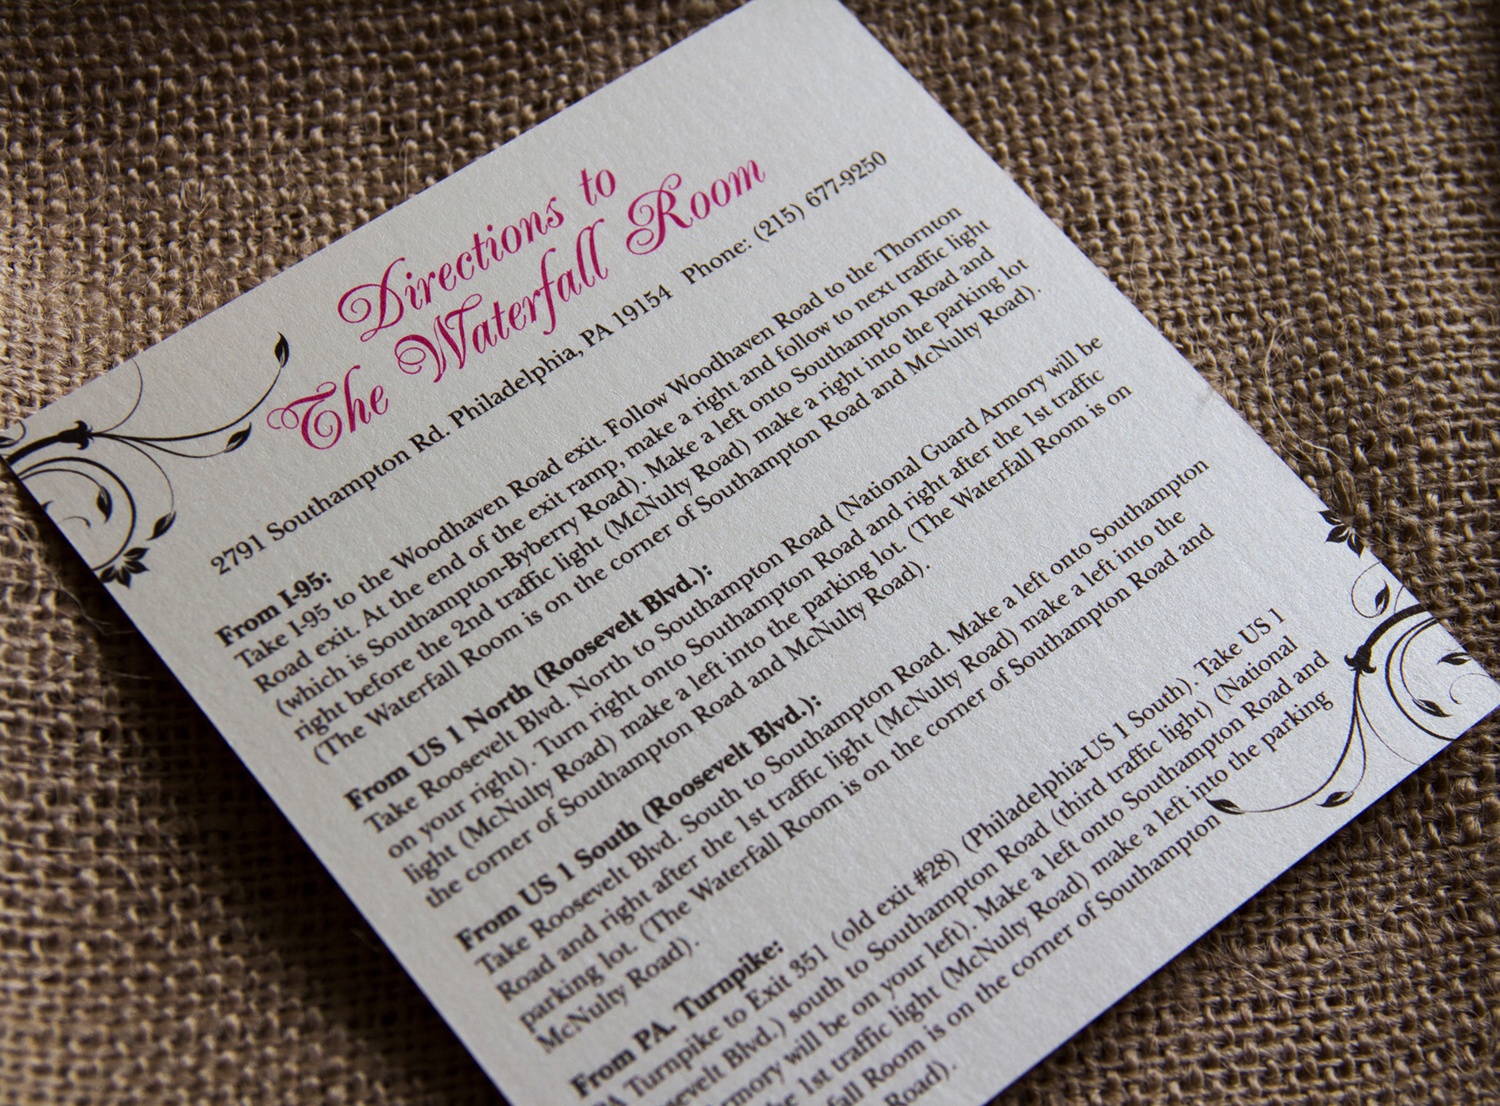 Directions to
The Waterfall Room
2791 Southampton Rd. Philadelphia, PA 19154 Phone: (215) 677-9250
From I-95:
Take I-95 to the Woodhaven Road exit. Follow Woodhaven Road to the Thornton
Road exit. At the end of the exit ramp, make a right and follow to next traffic light
(which is Southampton-Byberry Road). Make a left onto Southampton Road and
right before the 2nd traffic light (McNulty Road) make a right into the parking lot
(The Waterfall Room is on the corner of Southampton Road and McNulty Road).
From US 1 North (Roosevelt Blvd.):
Take Roosevelt Blvd. North to Southampton Road (National Guard Armory will be
on your right). Turn right onto Southampton Road and right after the 1st traffic
light (McNulty Road) make a left into the parking lot. (The Waterfall Room is on
the corner of Southampton Road and McNulty Road).
From US 1 South (Roosevelt Blvd.):
Take Roosevelt Blvd. South to Southampton Road. Make a left onto Southampton
Road and right after the 1st traffic light (McNulty Road) make a left into the
parking lot. (The Waterfall Room is on the corner of Southampton Road and
McNulty Road).
From PA. Turnpike:
Turnpike to Exit 351 (old exit #28) (Philadelphia-US 1 South). Take US 1
Blvd.) south to Southampton Road (third traffic light) (National
will be on your left). Make a left onto Southampton Road and
1st traffic light (McNulty Road) make a left into the parking
Room is on the corner of Southampton
Road).